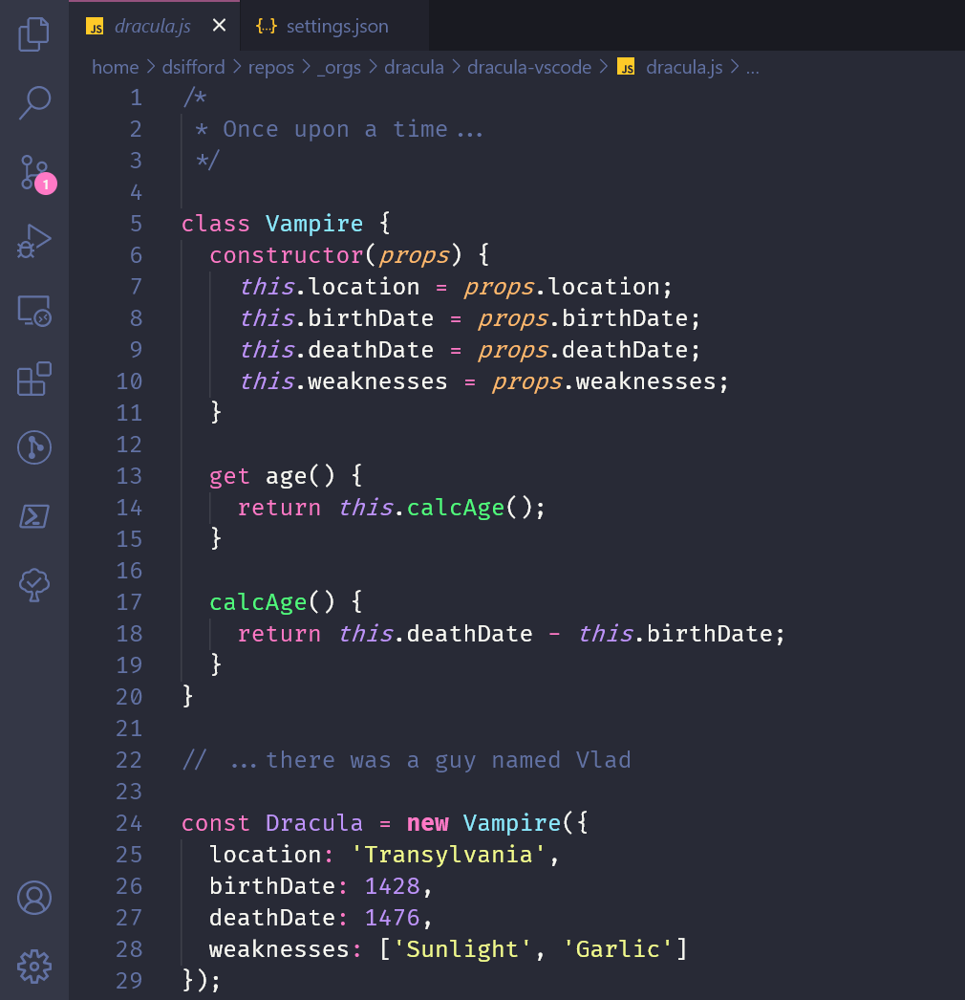 JS dracula.js × {..} settings.json
home > dsifford > repos > _orgs > dracula > dracula-vscode > JS dracula.js > ...
1 /*
2  * Once upon a time...
3  */
4
5 class Vampire {
6   constructor(props) {
7     this.location = props.location;
8     this.birthDate = props.birthDate;
9     this.deathDate = props.deathDate;
10     this.weaknesses = props.weaknesses;
11   }
12
13   get age() {
14     return this.calcAge();
15   }
16
17   calcAge() {
18     return this.deathDate - this.birthDate;
19   }
20 }
21
22 // ...there was a guy named Vlad
23
24 const Dracula = new Vampire({
25   location: 'Transylvania',
26   birthDate: 1428,
27   deathDate: 1476,
28   weaknesses: ['Sunlight', 'Garlic']
29 });
1